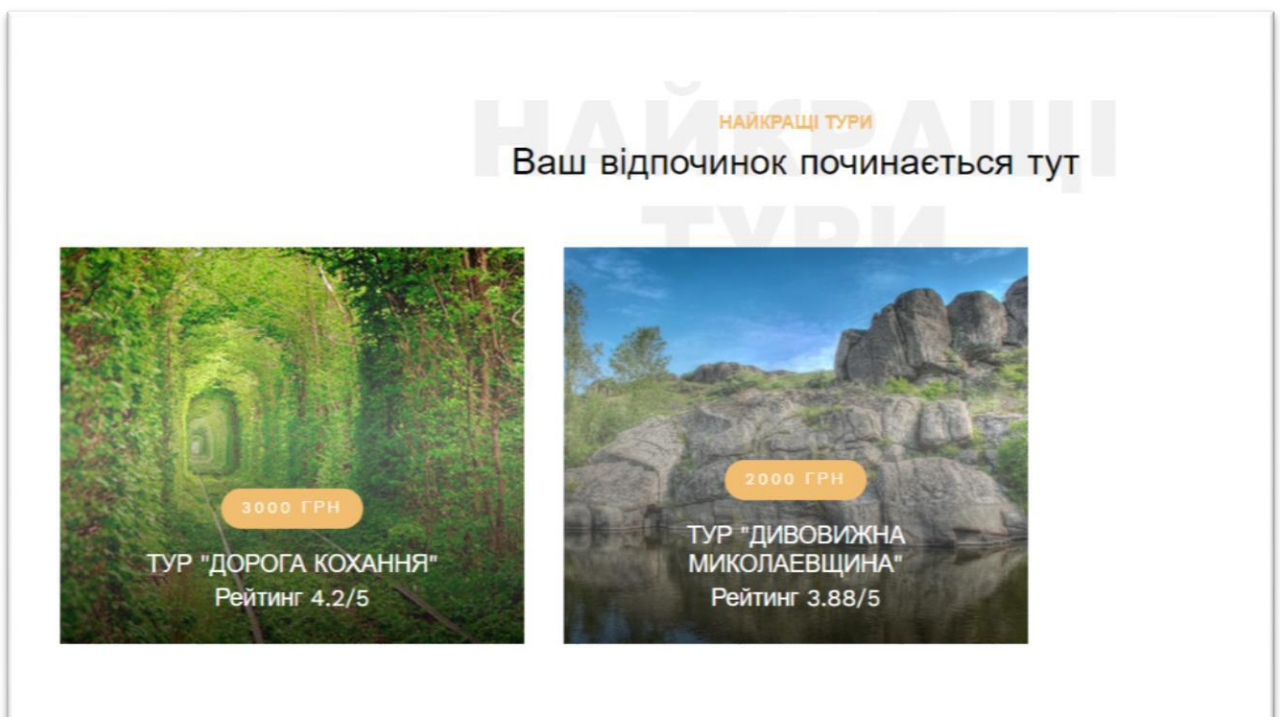 НАЙКРАЩІ
ТУРИ
НАЙКРАЩІ ТУРИ
Ваш відпочинок починається тут
3000 ГРН
ТУР "ДОРОГА КОХАННЯ"
Рейтинг 4.2/5
2000 ГРН
ТУР "ДИВОВИЖНА
МИКОЛАЕВЩИНА"
Рейтинг 3.88/5